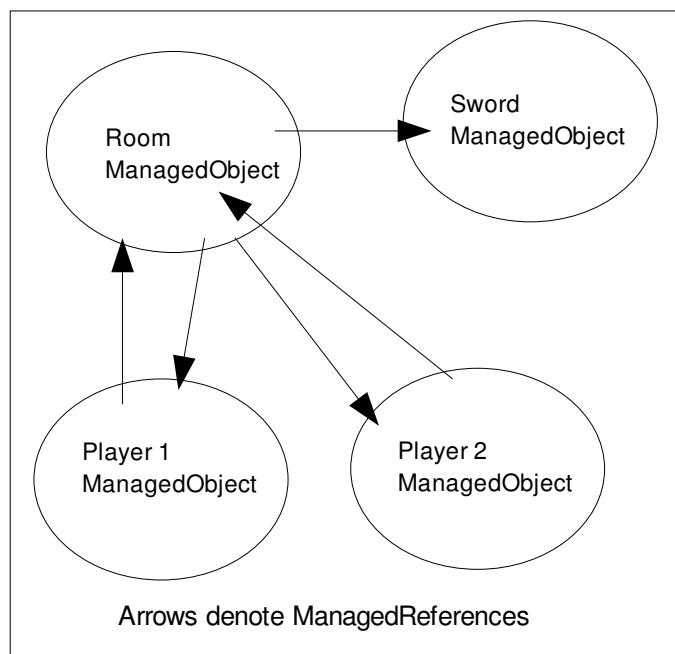 Room
ManagedObject
Sword
ManagedObject
Player 1
ManagedObject
Player 2
ManagedObject
Arrows denote ManagedReferences